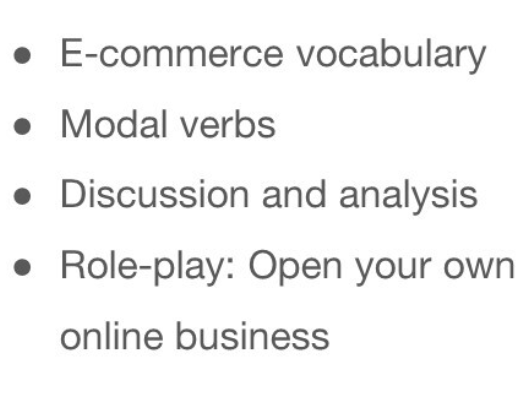 ● E-commerce vocabulary
● Modal verbs
● Discussion and analysis
● Role-play: Open your own
online business